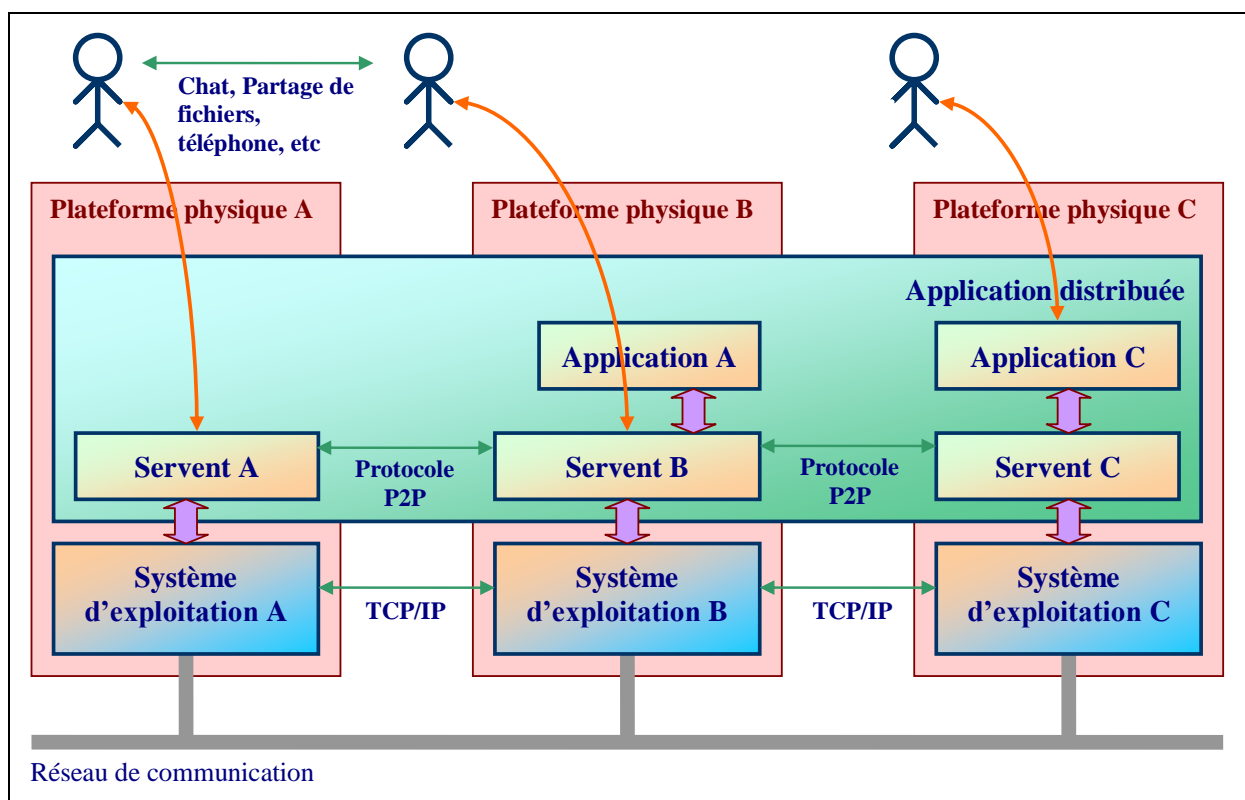 Chat, Partage de
fichiers,
téléphone, etc
Plateforme physique A
Plateforme physique B
Plateforme physique C
Application distribuée
Application A
Application C
Servent A
Protocole
P2P
Servent B
Protocole
P2P
Servent C
Système
d'exploitation A
TCP/IP
Système
d'exploitation B
TCP/IP
Système
d'exploitation C
Réseau de communication